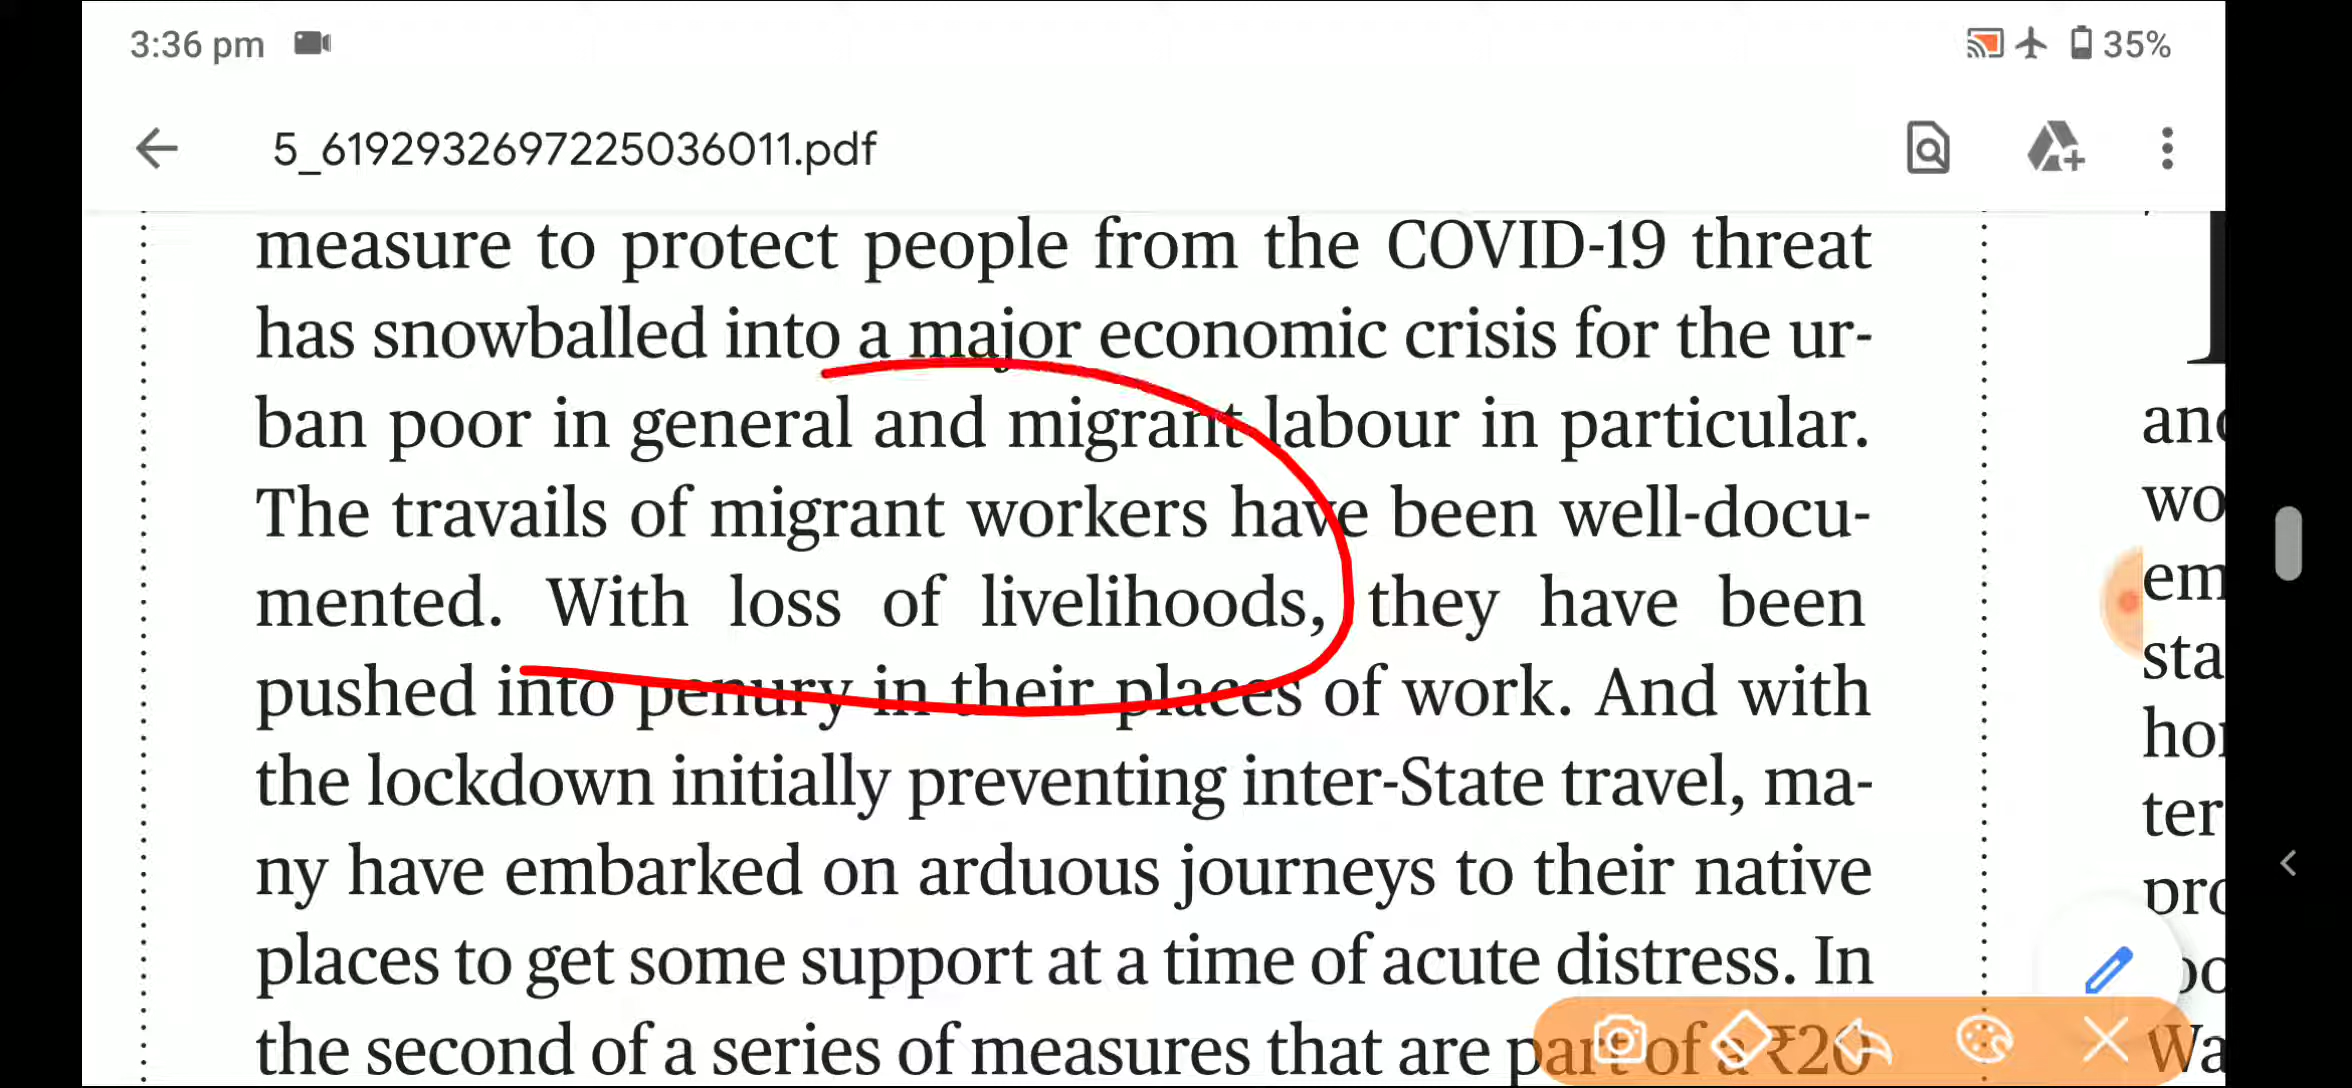 3:36 pm
35%
5_6192932697225036011.pdf
measure to protect people from the COVID-19 threat
has snowballed into a major economic crisis for the ur-
ban poor in general and migrant labour in particular.
The travails of migrant workers have been well-docu-
mented. With loss of livelihoods, they have been
pushed into penury in their places of work. And with
the lockdown initially preventing inter-State travel, ma-
ny have embarked on arduous journeys to their native
places to get some support at a time of acute distress. In
the second of a series of measures that are part of a ₹20